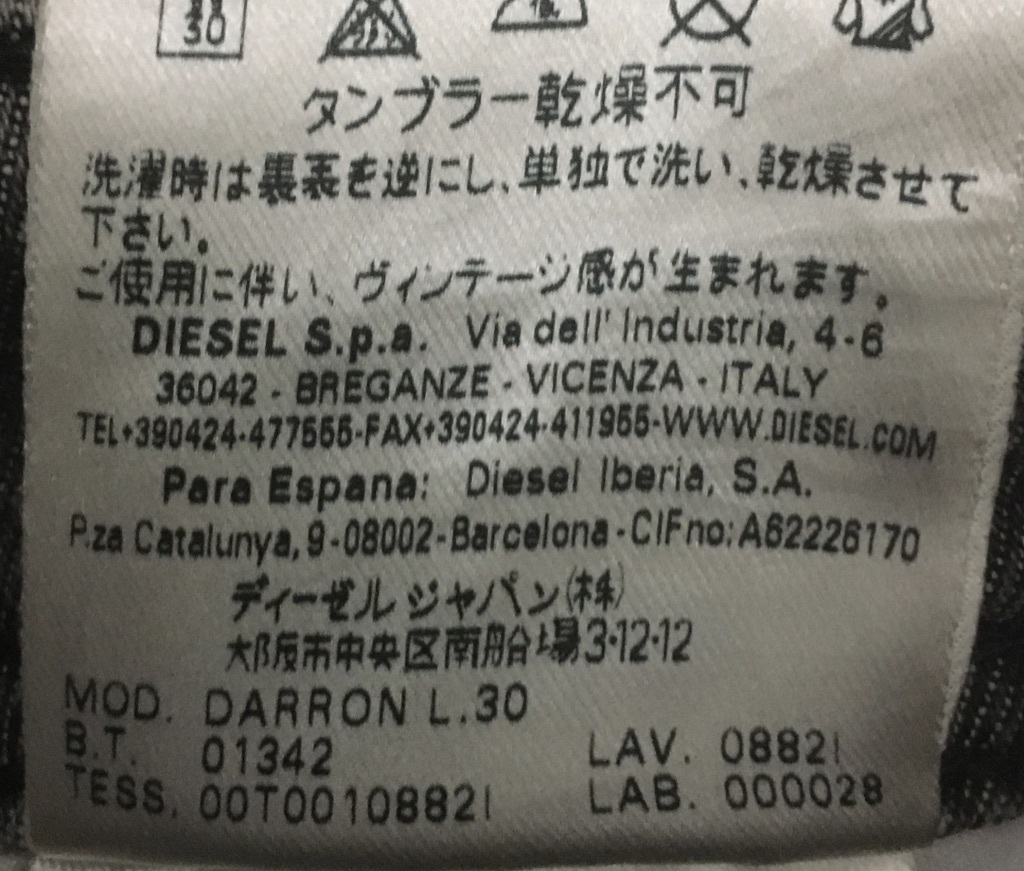 30
タンブラー乾燥不可
洗濯時は裏表を逆にし、単独で洗い、乾燥させて
下さい。
ご使用に伴い、ヴィンテージ感が生まれます。
DIESEL S.p.a. Via dell' Industria, 4-6
36042 - BREGANZE - VICENZA - ITALY
TEL+390424-477555-FAX+390424-411955-WWW.DIESEL.COM
Para Espana: Diesel Iberia, S.A.
P.za Catalunya, 9-08002-Barcelona-CIFno: A62226170
ディーゼル ジャパン㈱
大阪市中央区南船場3-12-12
MOD. DARRON L.30
B.T. 01342 LAV. 0882I
TESS. 00T0010882I LAB. 000028